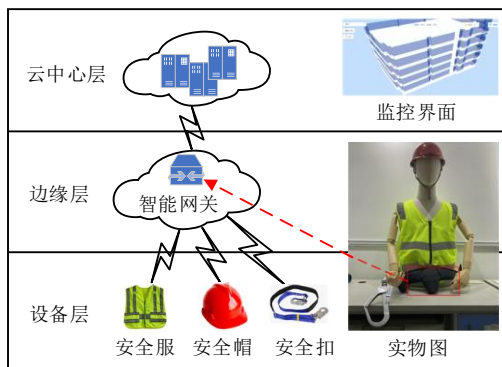 云中心层
监控界面
边缘层
智能网关
设备层
安全服
安全帽
安全扣
实物图